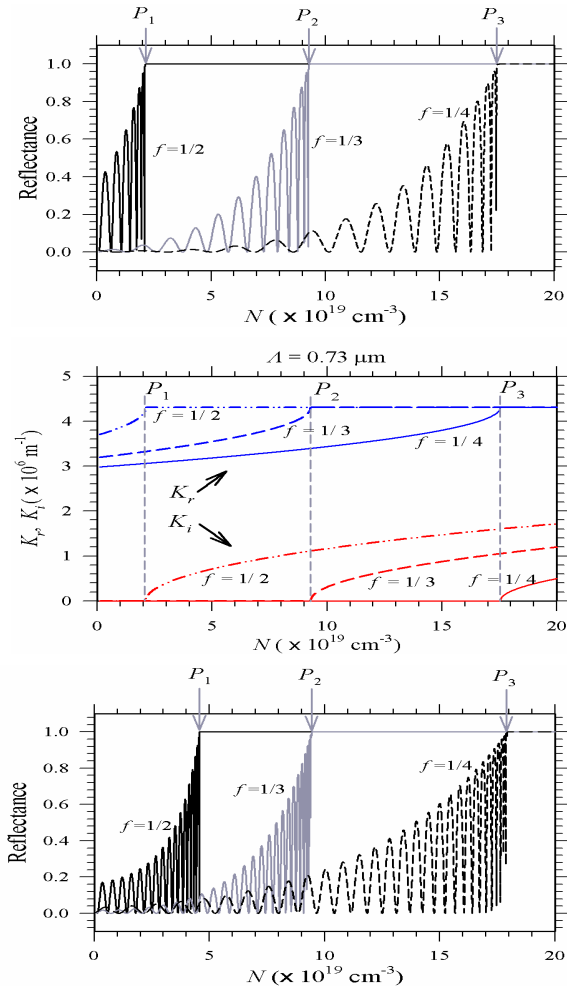 P1 P2 P3
1.0
0.8
0.6
0.4
0.2
0.0
Reflectance
f=1/2
f=1/3
f=1/4
0 5 10 15 20
N ( x 10^19 cm^-3)
Λ = 0.73 μm
5
4
3
2
1
0
Kr, Ki ( x 10^6 m^-1)
P1 P2 P3
f = 1/ 2
f = 1/ 3
f = 1/ 4
Kr
Ki
f = 1/ 2
f = 1/ 3
f = 1/ 4
0 5 10 15 20
N ( x 10^19 cm^-3)
P1 P2 P3
1.0
0.8
0.6
0.4
0.2
0.0
Reflectance
f=1/2
f=1/3
f=1/4
0 5 10 15 20
N (x 10^19 cm^-3)